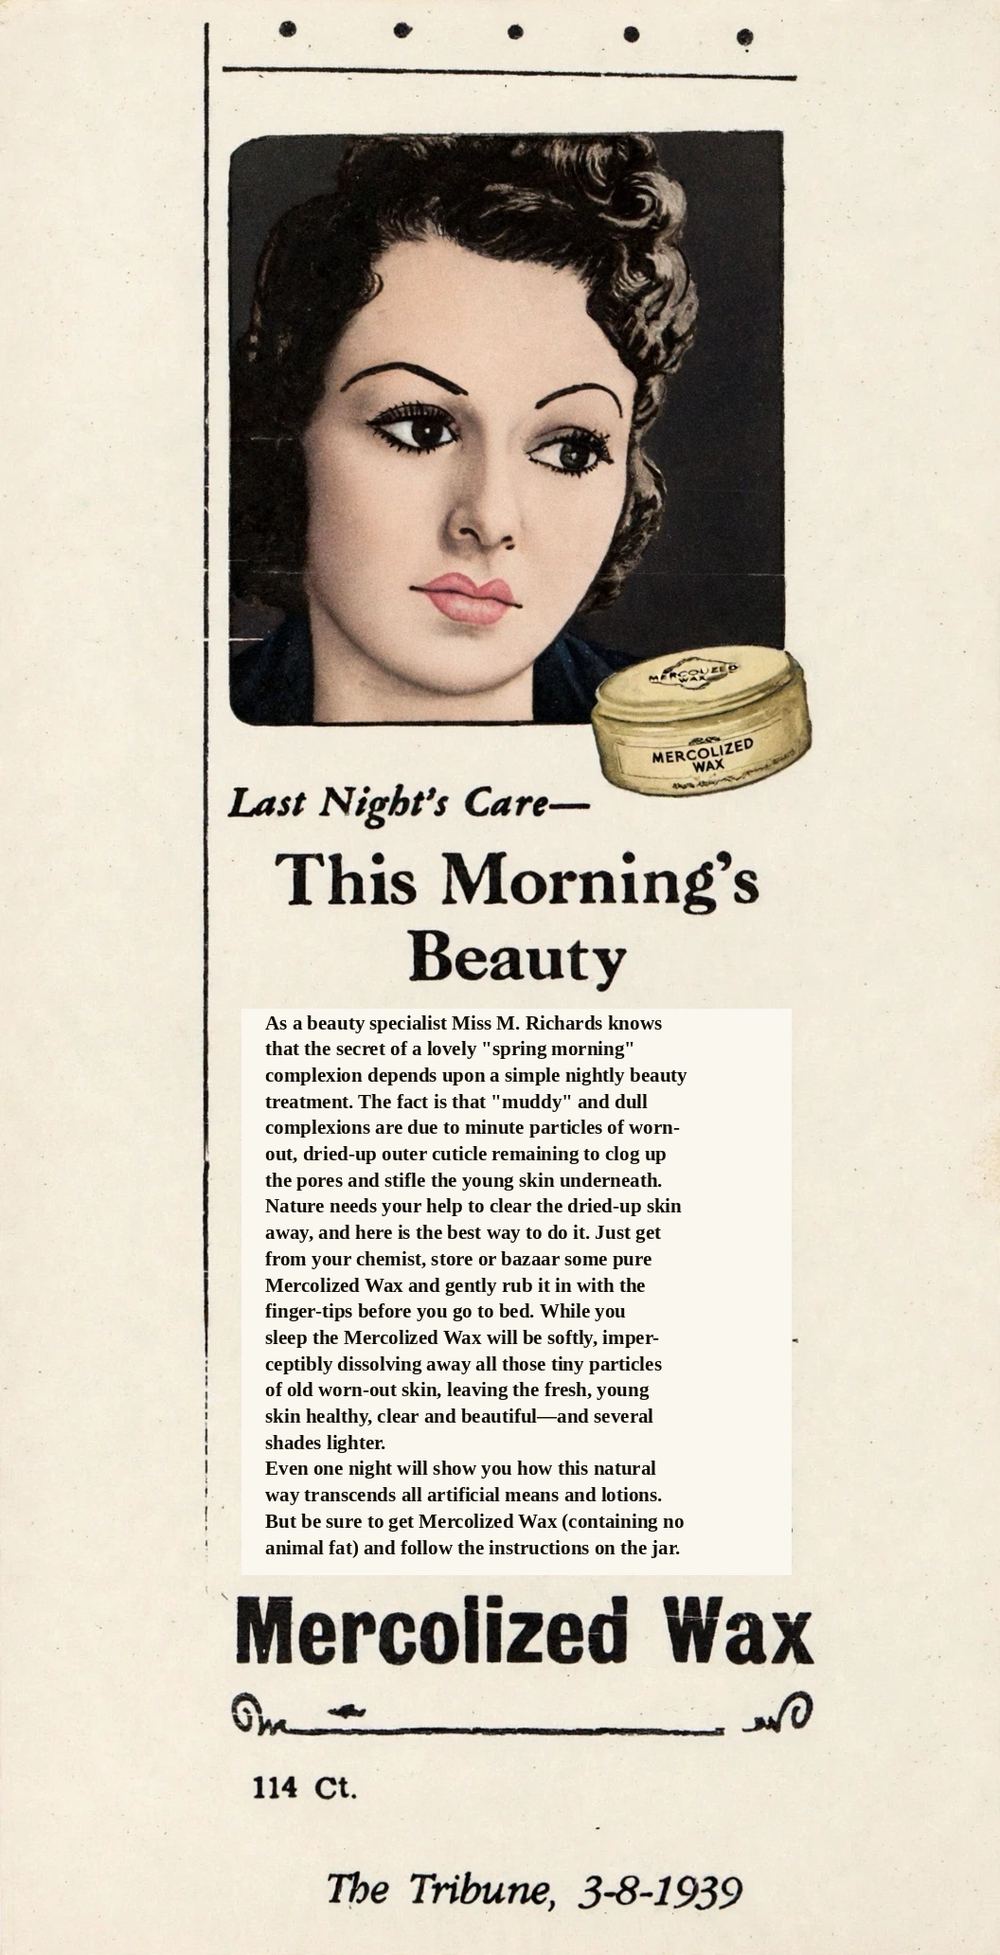 MERCOLIZED
WAX
MERCOLIZED
WAX
Last Night's Care—
This Morning's
Beauty
As a beauty specialist Miss M. Richards knows
that the secret of a lovely "spring morning"
complexion depends upon a simple nightly beauty
treatment. The fact is that "muddy" and dull
complexions are due to minute particles of worn-
out, dried-up outer cuticle remaining to clog up
the pores and stifle the young skin underneath.
Nature needs your help to clear the dried-up skin
away, and here is the best way to do it. Just get
from your chemist, store or bazaar some pure
Mercolized Wax and gently rub it in with the
finger-tips before you go to bed. While you
sleep the Mercolized Wax will be softly, imper-
ceptibly dissolving away all those tiny particles
of old worn-out skin, leaving the fresh, young
skin healthy, clear and beautiful—and several
shades lighter.
Even one night will show you how this natural
way transcends all artificial means and lotions.
But be sure to get Mercolized Wax (containing no
animal fat) and follow the instructions on the jar.
Mercolized Wax
114 Ct.
The Tribune, 3-8-1939